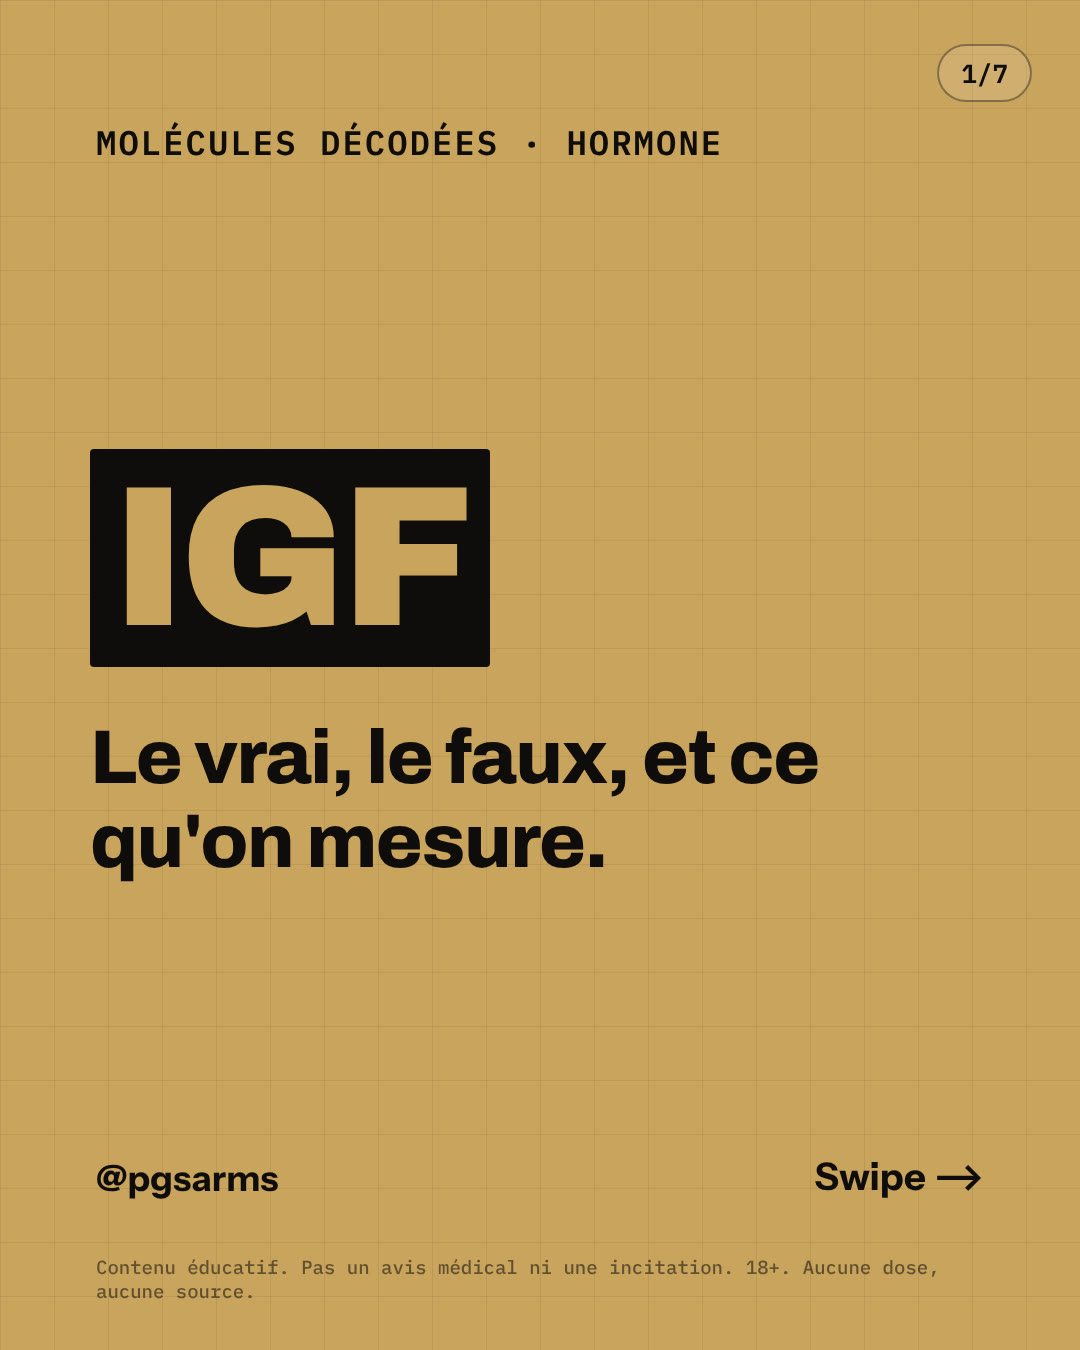 1/7
MOLÉCULES DÉCODÉES · HORMONE
IGF
Le vrai, le faux, et ce
qu'on mesure.
@pgsarms
Swipe →
Contenu éducatif. Pas un avis médical ni une incitation. 18+. Aucune dose,
aucune source.